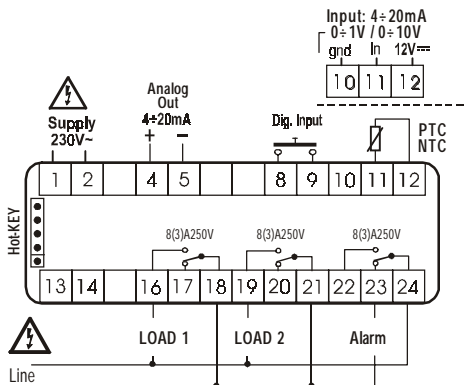 Input: 4÷20mA
0÷1V / 0÷10V
gnd In 12V
10 11 12
Analog
Out
4÷20mA
+ −
Supply
230V~
Dig. Input
PTC
NTC
1 2 4 5 8 9 10 11 12
Hot-KEY
8(3)A250V 8(3)A250V 8(3)A250V
13 14 16 17 18 19 20 21 22 23 24
LOAD 1 LOAD 2 Alarm
Line